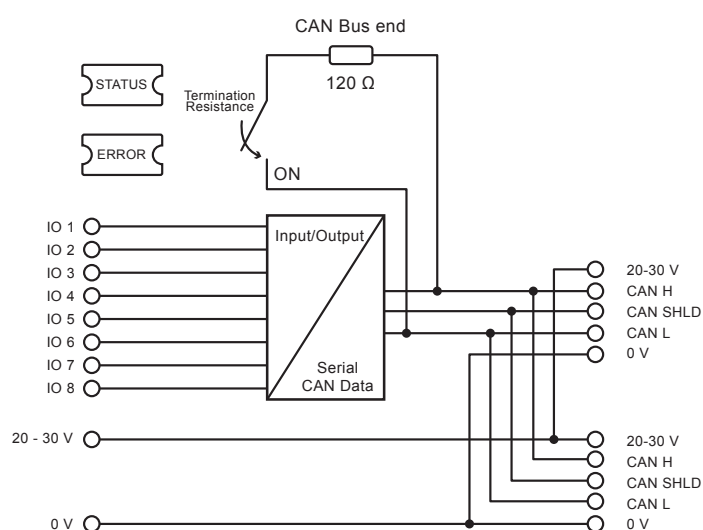 CAN Bus end
120 Ω
STATUS
Termination
Resistance
ERROR
ON
IO 1
IO 2
IO 3
IO 4
IO 5
IO 6
IO 7
IO 8
Input/Output
Serial
CAN Data
20-30 V
CAN H
CAN SHLD
CAN L
0 V
20 - 30 V
0 V
20-30 V
CAN H
CAN SHLD
CAN L
0 V